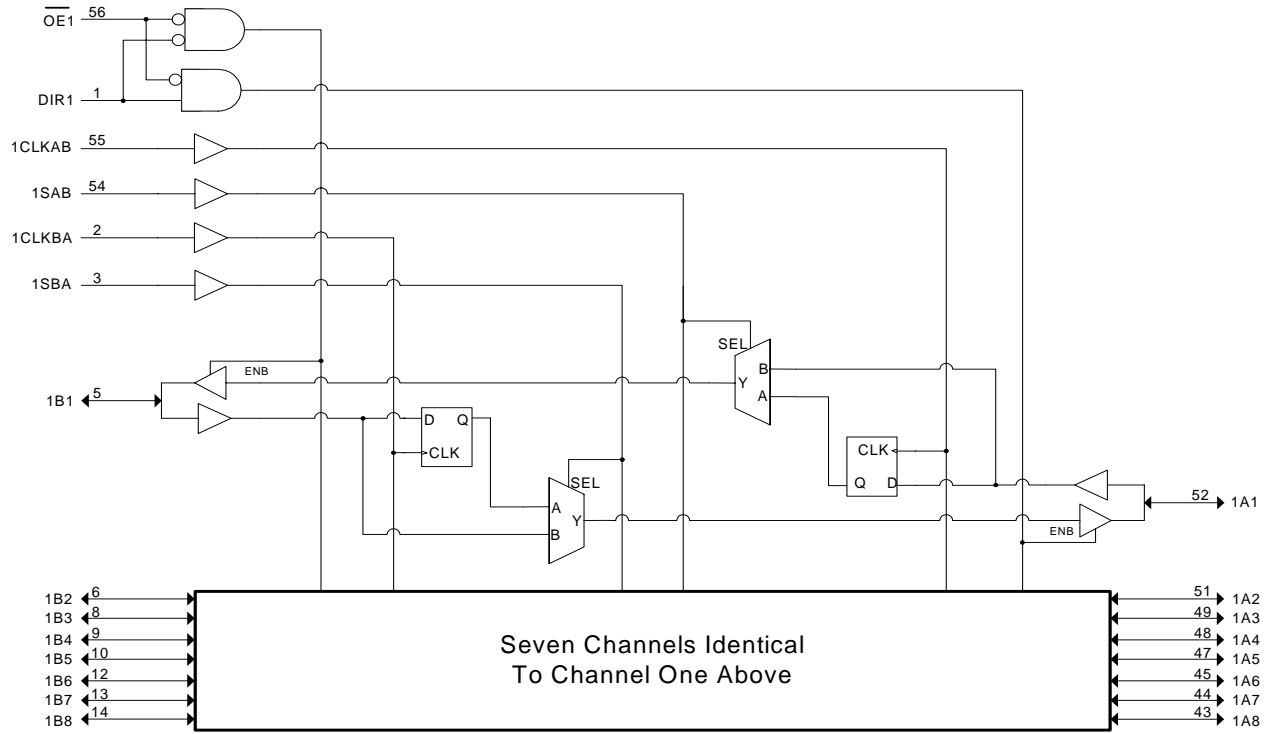 OE1 56
DIR1 1
1CLKAB 55
1SAB 54
1CLKBA 2
1SBA 3
SEL
ENB
Y B
A
1B1 5
D Q
CLK
CLK
Q D
SEL
A
Y
B
ENB
52 1A1
1B2 6
1B3 8
1B4 9
1B5 10
1B6 12
1B7 13
1B8 14
Seven Channels Identical
To Channel One Above
51 1A2
49 1A3
48 1A4
47 1A5
45 1A6
44 1A7
43 1A8